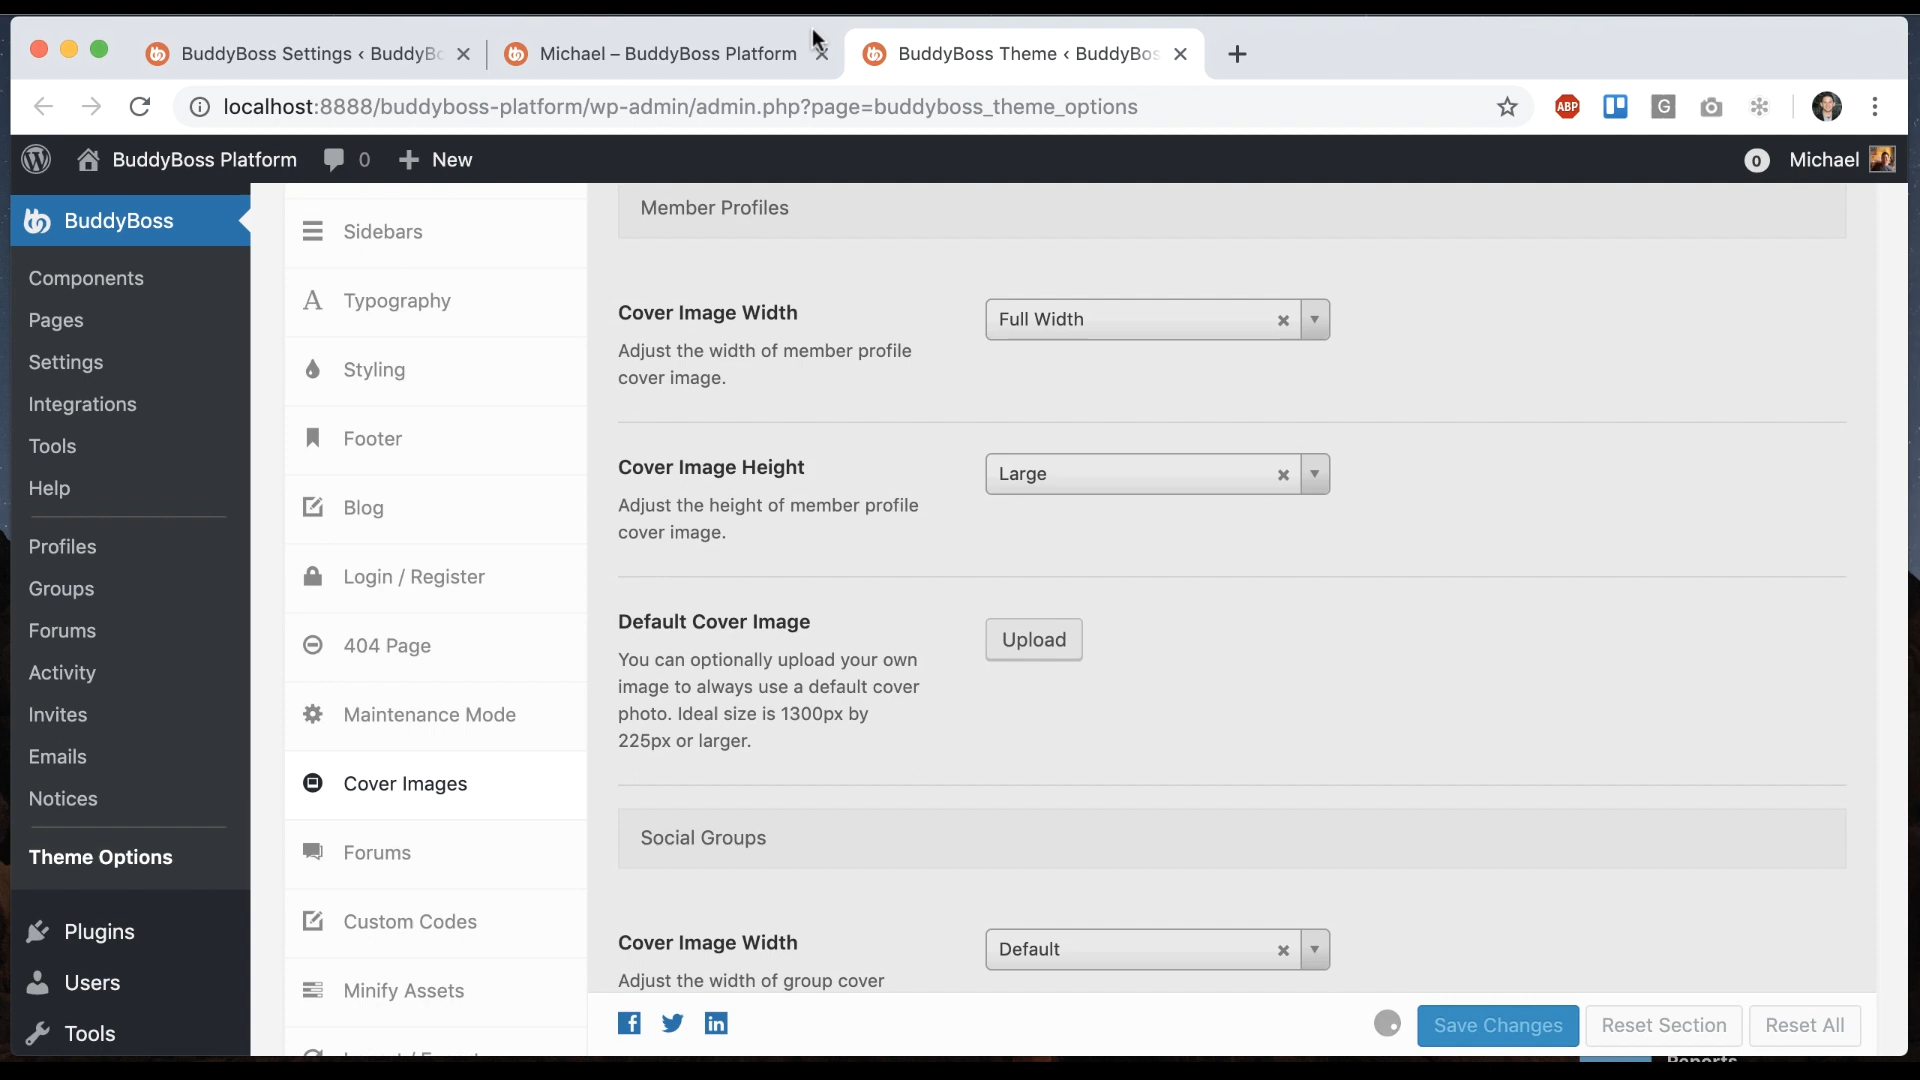 BuddyBoss Settings ‹ BuddyBo
Michael – BuddyBoss Platform
BuddyBoss Theme ‹ BuddyBos
localhost:8888/buddyboss-platform/wp-admin/admin.php?page=buddyboss_theme_options
ABP
G
BuddyBoss Platform
0
New
0
Michael
BuddyBoss
Components
Pages
Settings
Integrations
Tools
Help
Profiles
Groups
Forums
Activity
Invites
Emails
Notices
Theme Options
Plugins
Users
Tools
Sidebars
Typography
Styling
Footer
Blog
Login / Register
404 Page
Maintenance Mode
Cover Images
Forums
Custom Codes
Minify Assets
Member Profiles
Cover Image Width
Full Width
Adjust the width of member profile
cover image.
Cover Image Height
Large
Adjust the height of member profile
cover image.
Default Cover Image
Upload
You can optionally upload your own
image to always use a default cover
photo. Ideal size is 1300px by
225px or larger.
Social Groups
Cover Image Width
Default
Adjust the width of group cover
Save Changes
Reset Section
Reset All